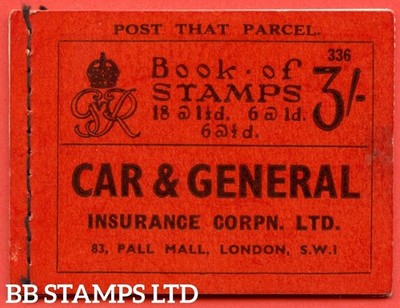 POST THAT PARCEL.
336
Book of
STAMPS 3/-
18 @ 1½d. 6 @ 1d.
6 @ ½d.
GR
CAR & GENERAL
INSURANCE CORPN. LTD.
83, PALL MALL, LONDON, S.W.1
BB STAMPS LTD